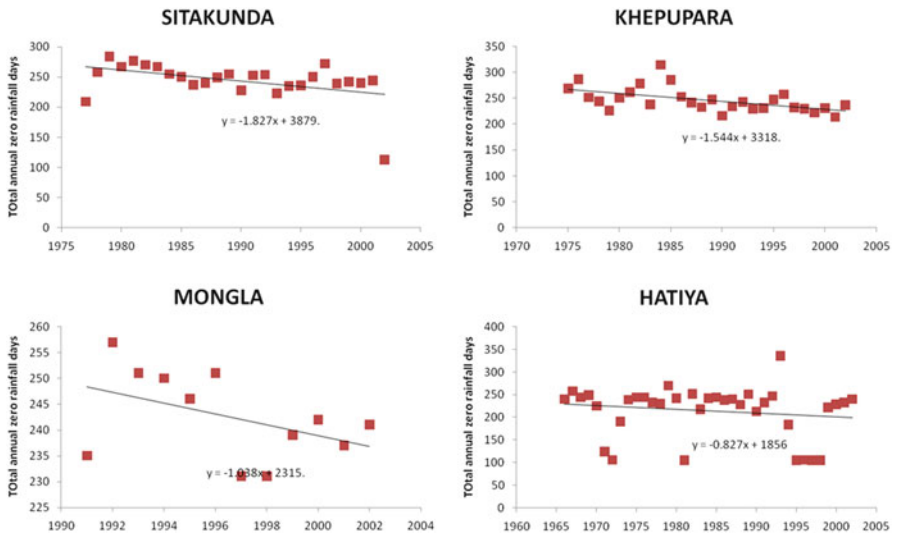 SITAKUNDA
TOtal annual zero rainfall days
300
250
200
150
100
50
0
y = -1.827x + 3879.
1975 1980 1985 1990 1995 2000 2005
KHEPUPARA
TOtal annual zero rainfall days
350
300
250
200
150
100
50
0
y = -1.544x + 3318.
1970 1975 1980 1985 1990 1995 2000 2005
MONGLA
Total annual zero rainfall days
260
255
250
245
240
235
230
225
y = -1.038x + 2315.
1990 1992 1994 1996 1998 2000 2002 2004
HATIYA
Total annual zero rainfall days
400
350
300
250
200
150
100
50
0
y = -0.827x + 1856
1960 1965 1970 1975 1980 1985 1990 1995 2000 2005